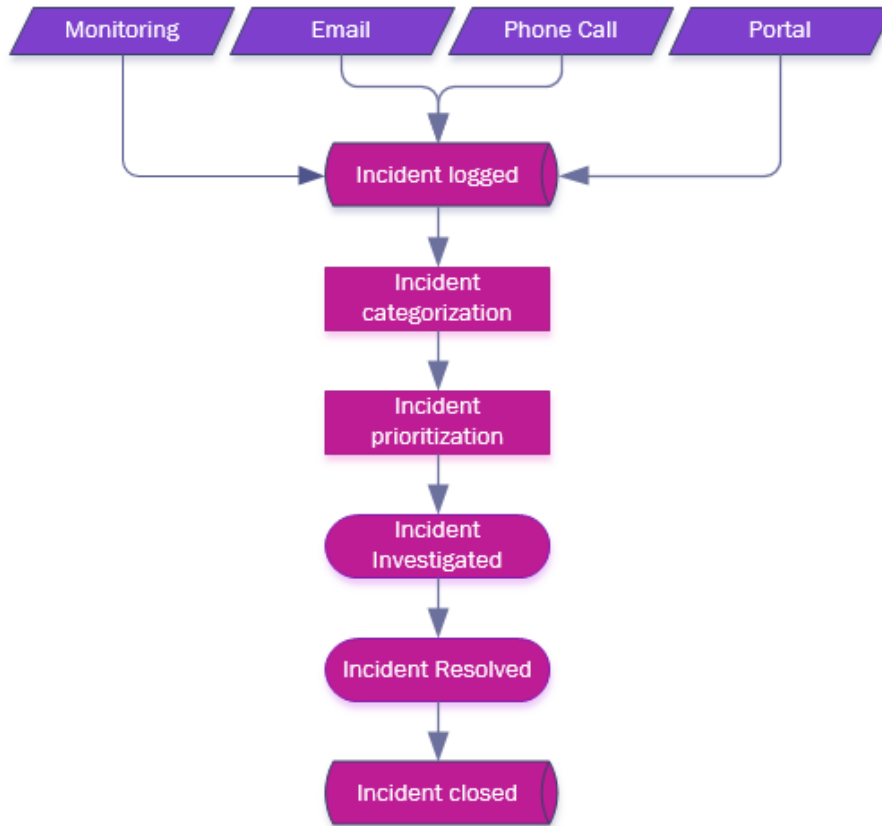 Monitoring
Email
Phone Call
Portal
Incident logged
Incident
categorization
Incident
prioritization
Incident
Investigated
Incident Resolved
Incident closed